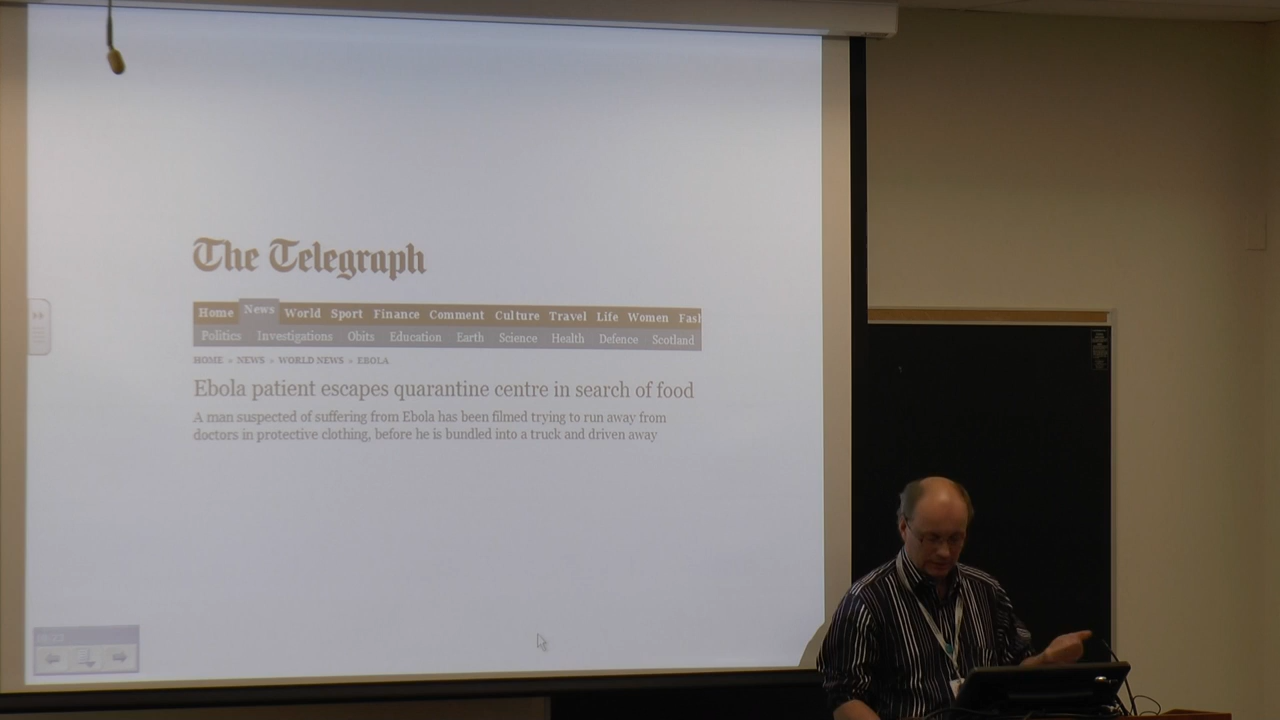 The Telegraph
Home News World Sport Finance Comment Culture Travel Life Women Fash
Politics Investigations Obits Education Earth Science Health Defence Scotland
HOME » NEWS » WORLD NEWS » EBOLA
Ebola patient escapes quarantine centre in search of food
A man suspected of suffering from Ebola has been filmed trying to run away from
doctors in protective clothing, before he is bundled into a truck and driven away